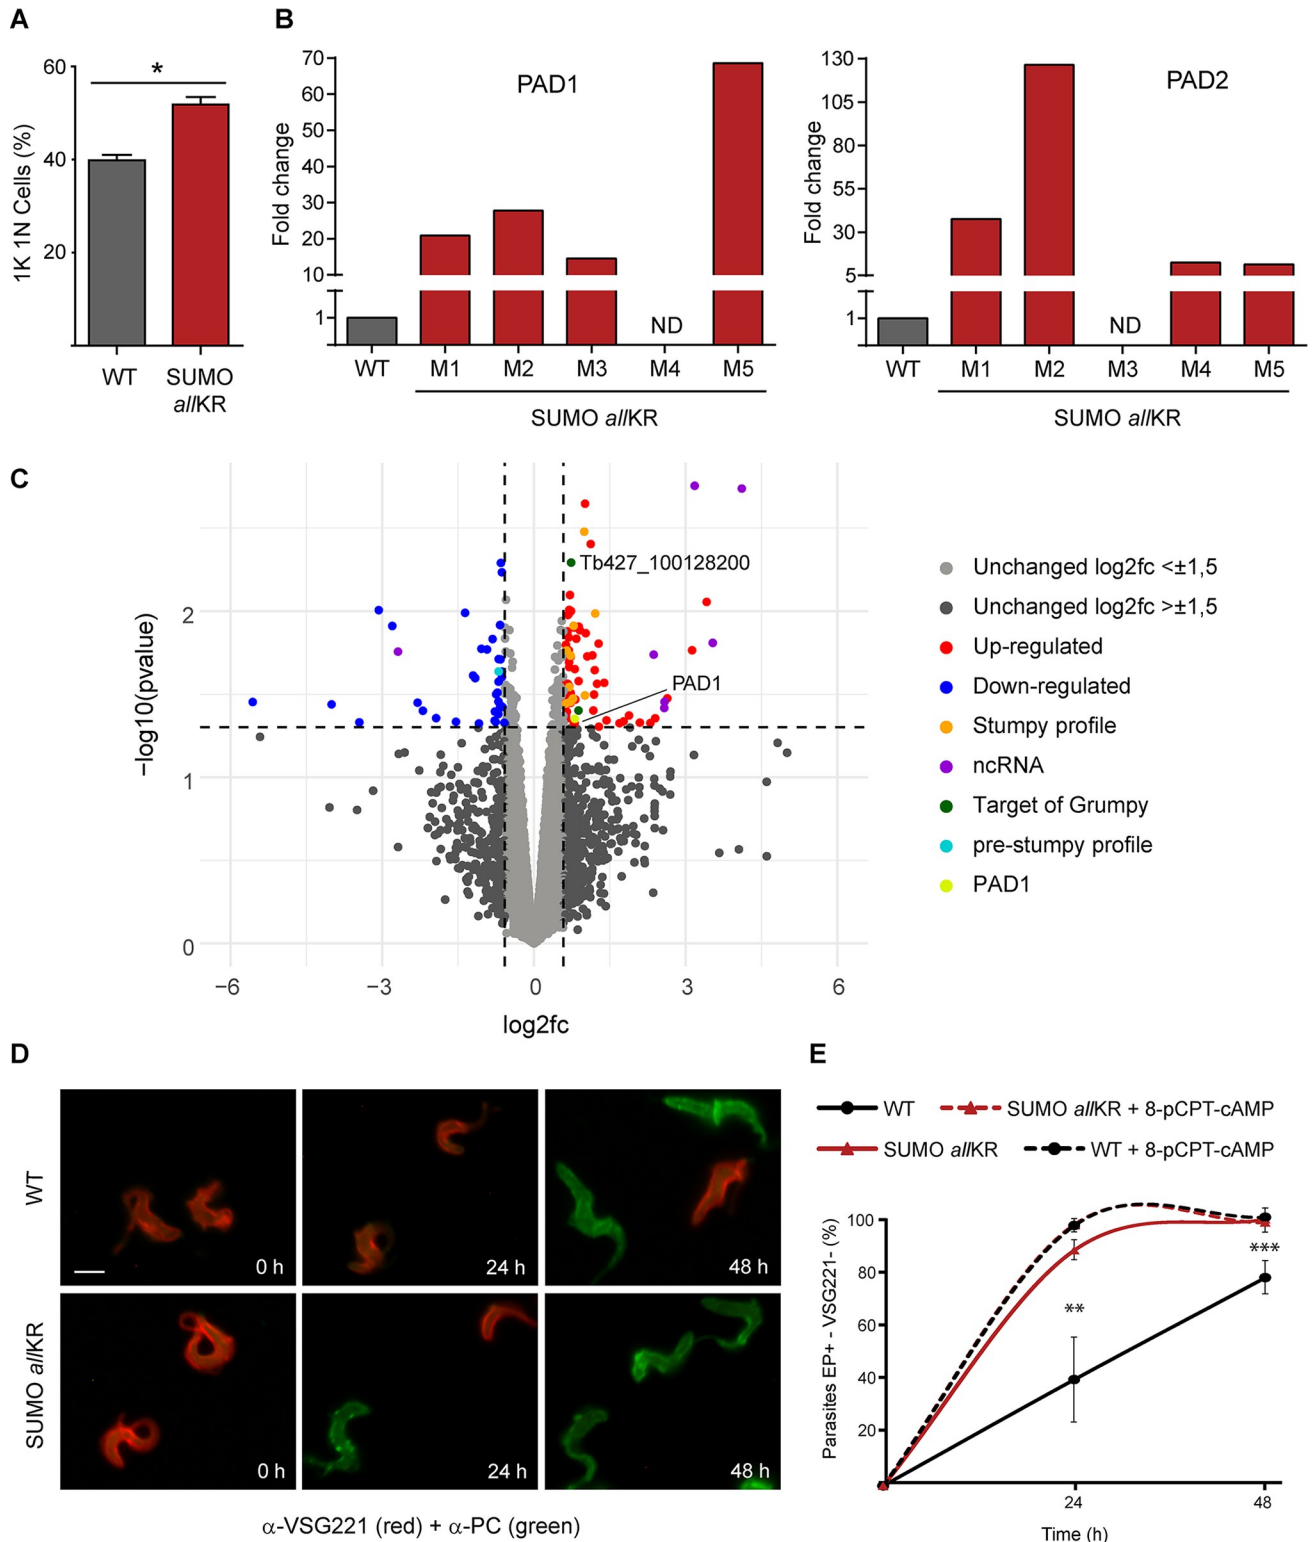 A
B
60
40
20
1K 1N Cells (%)
*
WT
SUMO
allKR
70
60
50
40
30
20
10
1
Fold change
PAD1
ND
WT
M1
M2
M3
M4
M5
SUMO allKR
130
105
80
55
30
5
1
Fold change
PAD2
ND
WT
M1
M2
M3
M4
M5
SUMO allKR
C
2
1
0
−log10(pvalue)
Tb427_100128200
PAD1
−6
−3
0
3
6
log2fc
Unchanged log2fc <±1,5
Unchanged log2fc >±1,5
Up-regulated
Down-regulated
Stumpy profile
ncRNA
Target of Grumpy
pre-stumpy profile
PAD1
D
WT
0 h
24 h
48 h
SUMO allKR
0 h
24 h
48 h
α-VSG221 (red) + α-PC (green)
E
WT
SUMO allKR + 8-pCPT-cAMP
SUMO allKR
WT + 8-pCPT-cAMP
100
80
60
40
20
Parasites EP+ - VSG221- (%)
**
***
24
48
Time (h)